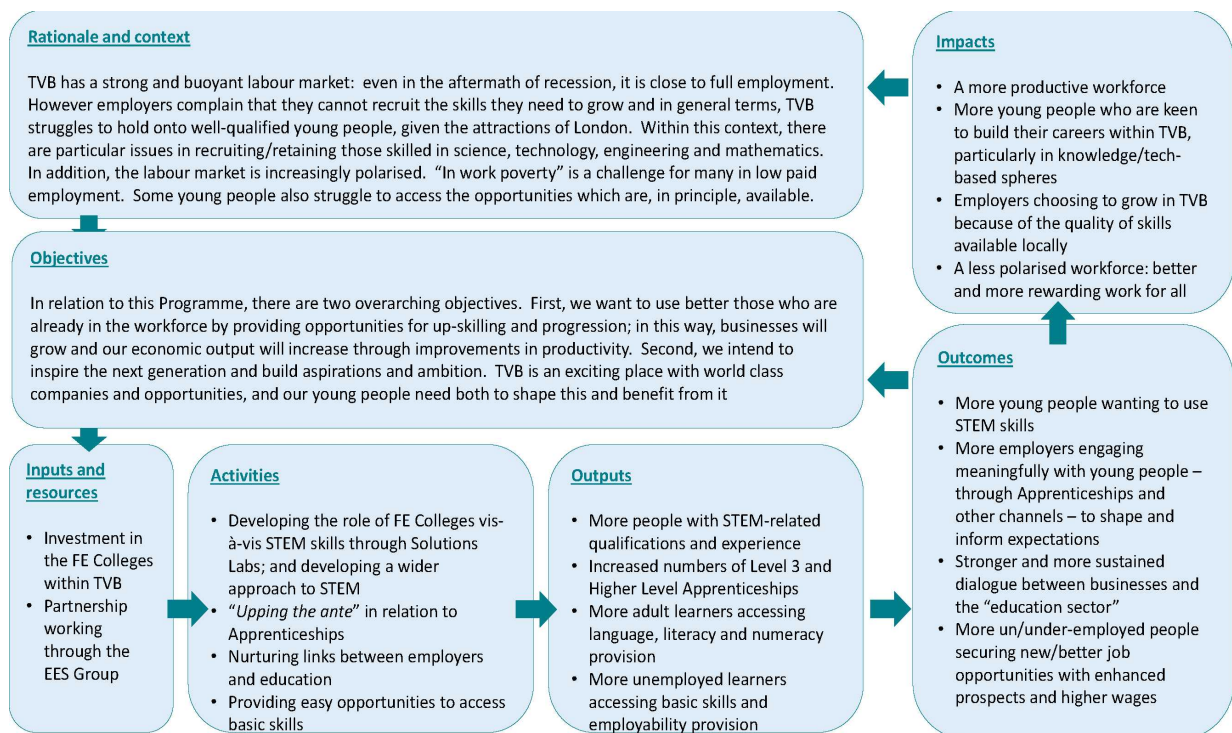 Rationale and context
TVB has a strong and buoyant labour market:  even in the aftermath of recession, it is close to full employment.
However employers complain that they cannot recruit the skills they need to grow and in general terms, TVB
struggles to hold onto well-qualified young people, given the attractions of London.  Within this context, there
are particular issues in recruiting/retaining those skilled in science, technology, engineering and mathematics.
In addition, the labour market is increasingly polarised.  “In work poverty” is a challenge for many in low paid
employment.  Some young people also struggle to access the opportunities which are, in principle, available.
Objectives
In relation to this Programme, there are two overarching objectives.  First, we want to use better those who are
already in the workforce by providing opportunities for up-skilling and progression; in this way, businesses will
grow and our economic output will increase through improvements in productivity.  Second, we intend to
inspire the next generation and build aspirations and ambition.  TVB is an exciting place with world class
companies and opportunities, and our young people need both to shape this and benefit from it
Inputs and
resources
• Investment in
the FE Colleges
within TVB
• Partnership
working
through the
EES Group
Activities
• Developing the role of FE Colleges vis-
à-vis STEM skills through Solutions
Labs; and developing a wider
approach to STEM
• “Upping the ante” in relation to
Apprenticeships
• Nurturing links between employers
and education
• Providing easy opportunities to access
basic skills
Outputs
• More people with STEM-related
qualifications and experience
• Increased numbers of Level 3 and
Higher Level Apprenticeships
• More adult learners accessing
language, literacy and numeracy
provision
• More unemployed learners
accessing basic skills and
employability provision
Outcomes
• More young people wanting to use
STEM skills
• More employers engaging
meaningfully with young people –
through Apprenticeships and
other channels – to shape and
inform expectations
• Stronger and more sustained
dialogue between businesses and
the “education sector”
• More un/under-employed people
securing new/better job
opportunities with enhanced
prospects and higher wages
Impacts
• A more productive workforce
• More young people who are keen
to build their careers within TVB,
particularly in knowledge/tech-
based spheres
• Employers choosing to grow in TVB
because of the quality of skills
available locally
• A less polarised workforce: better
and more rewarding work for all